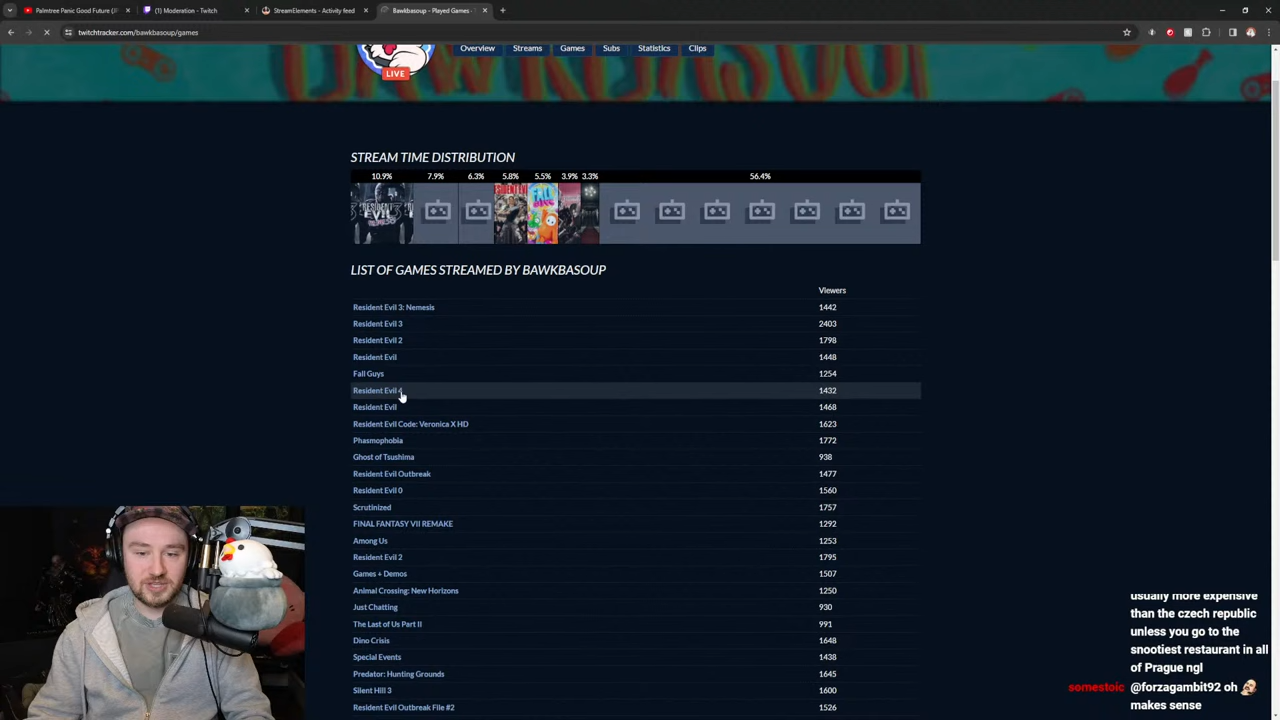 Palmtree Panic Good Future (JP
(1) Moderation - Twitch
StreamElements - Activity feed
Bawkbasoup - Played Games -
twitchtracker.com/bawkbasoup/games
Overview Streams Games Subs Statistics Clips
LIVE
STREAM TIME DISTRIBUTION
10.9% 7.9% 6.3% 5.8% 5.5% 3.9% 3.3% 56.4%
LIST OF GAMES STREAMED BY BAWKBASOUP
Viewers
Resident Evil 3: Nemesis 1442
Resident Evil 3 2403
Resident Evil 2 1798
Resident Evil 1448
Fall Guys 1254
Resident Evil 4 1432
Resident Evil 1468
Resident Evil Code: Veronica X HD 1623
Phasmophobia 1772
Ghost of Tsushima 938
Resident Evil Outbreak 1477
Resident Evil 0 1560
Scrutinized 1757
FINAL FANTASY VII REMAKE 1292
Among Us 1253
Resident Evil 2 1795
Games + Demos 1507
Animal Crossing: New Horizons 1250
Just Chatting 930
The Last of Us Part II 991
Dino Crisis 1648
Special Events 1438
Predator: Hunting Grounds 1645
Silent Hill 3 1600
Resident Evil Outbreak File #2 1526
usually more expensive
than the czech republic
unless you go to the
snootiest restaurant in all
of Prague ngl
somestoic @forzagambit92 oh
makes sense